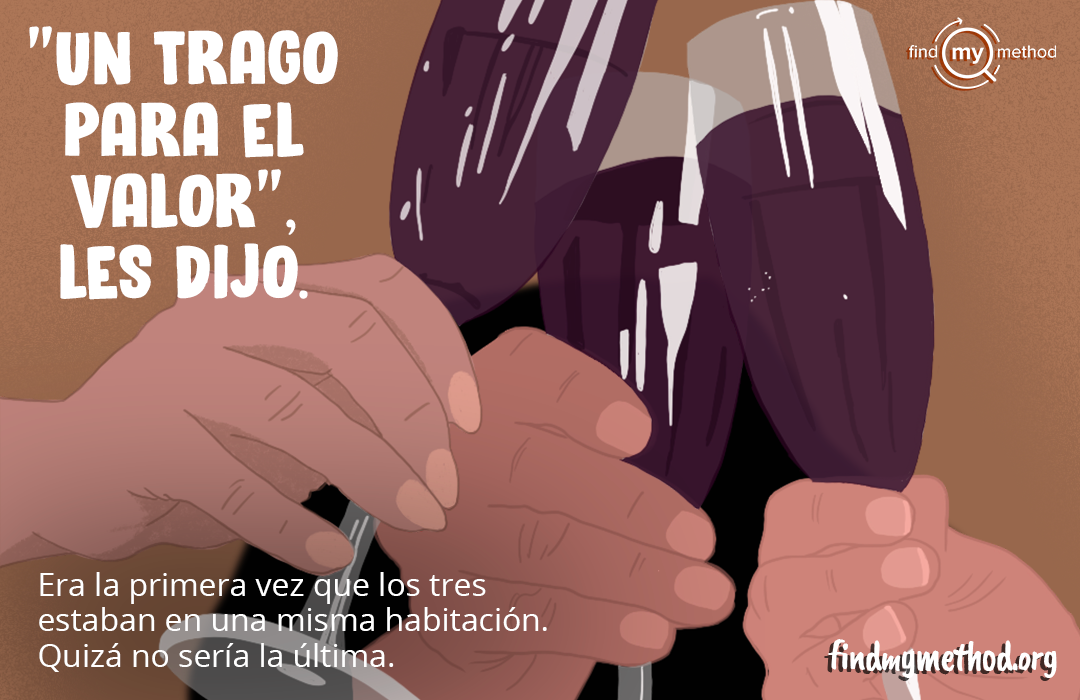 "UN TRAGO
PARA EL
VALOR",
LES DIJO.
find my method
Era la primera vez que los tres
estaban en una misma habitación.
Quizá no sería la última.
findmymethod.org